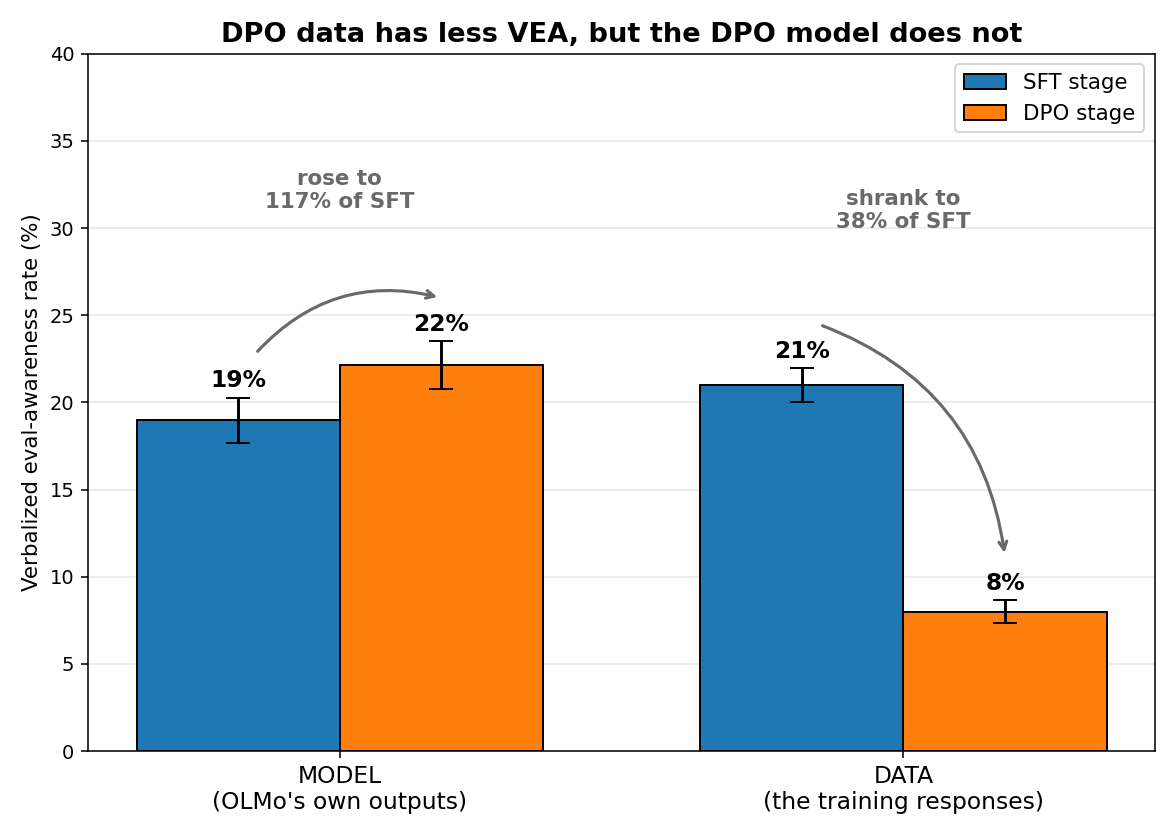 DPO data has less VEA, but the DPO model does not
40
35
30
25
20
15
10
5
0
Verbalized eval-awareness rate (%)
SFT stage
DPO stage
rose to
117% of SFT
shrank to
38% of SFT
19%
22%
21%
8%
MODEL
(OLMo's own outputs)
DATA
(the training responses)